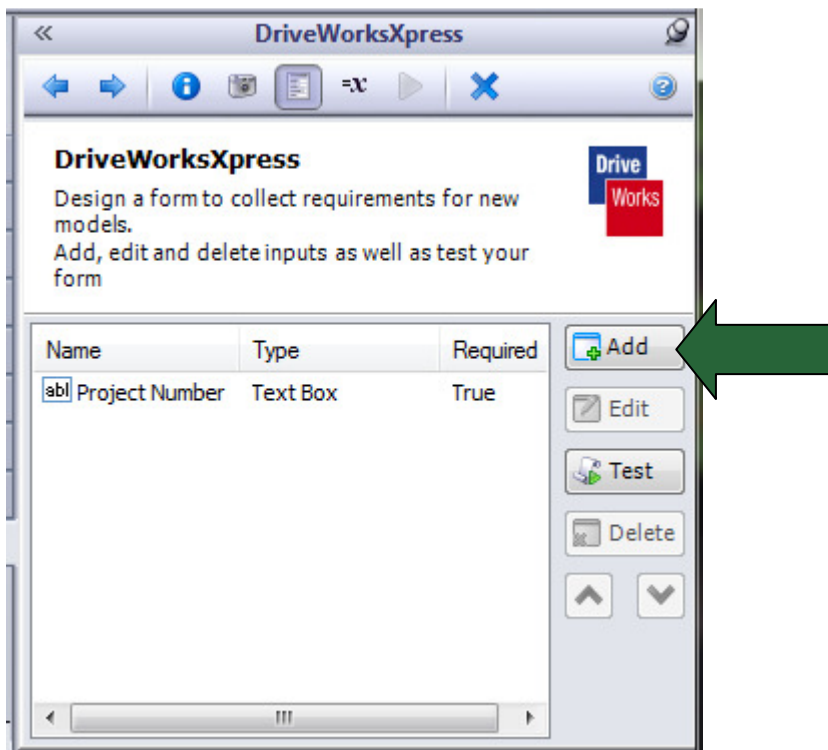 DriveWorksXpress
=x
DriveWorksXpress
Design a form to collect requirements for new
models.
Add, edit and delete inputs as well as test your
form
Drive
Works
Name Type Required
abl Project Number Text Box True
Add
Edit
Test
Delete